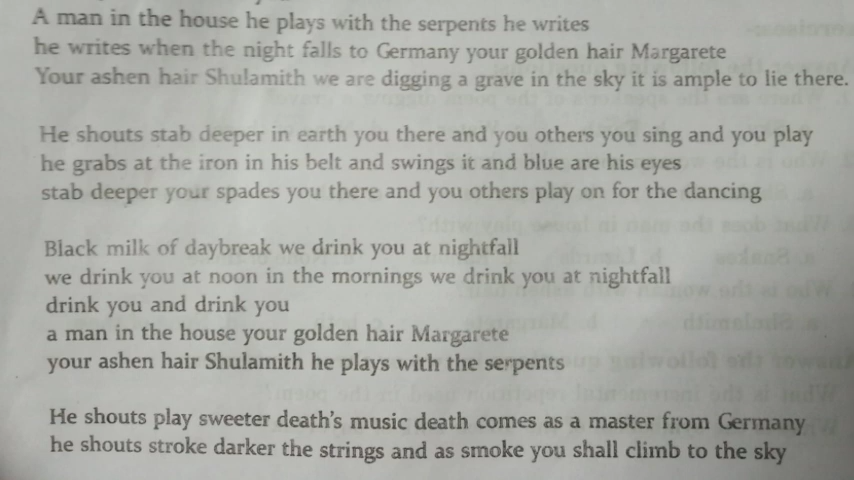 A man in the house he plays with the serpents he writes
he writes when the night falls to Germany your golden hair Margarete
Your ashen hair Shulamith we are digging a grave in the sky it is ample to lie there.
He shouts stab deeper in earth you there and you others you sing and you play
he grabs at the iron in his belt and swings it and blue are his eyes
stab deeper your spades you there and you others play on for the dancing
Black milk of daybreak we drink you at nightfall
we drink you at noon in the mornings we drink you at nightfall
drink you and drink you
a man in the house your golden hair Margarete
your ashen hair Shulamith he plays with the serpents
He shouts play sweeter death's music death comes as a master from Germany
he shouts stroke darker the strings and as smoke you shall climb to the sky